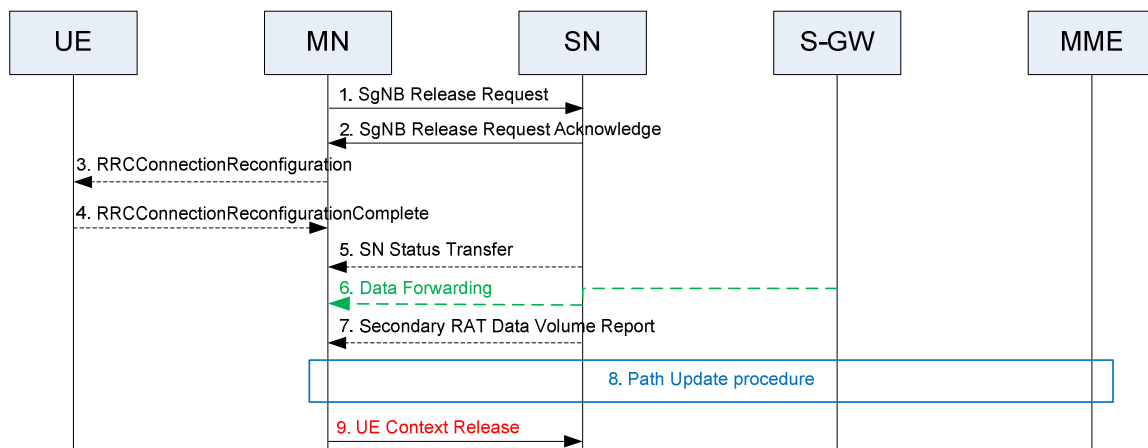 UE
MN
SN
S-GW
MME
1. SgNB Release Request
2. SgNB Release Request Acknowledge
3. RRCConnectionReconfiguration
4. RRCConnectionReconfigurationComplete
5. SN Status Transfer
6. Data Forwarding
7. Secondary RAT Data Volume Report
8. Path Update procedure
9. UE Context Release